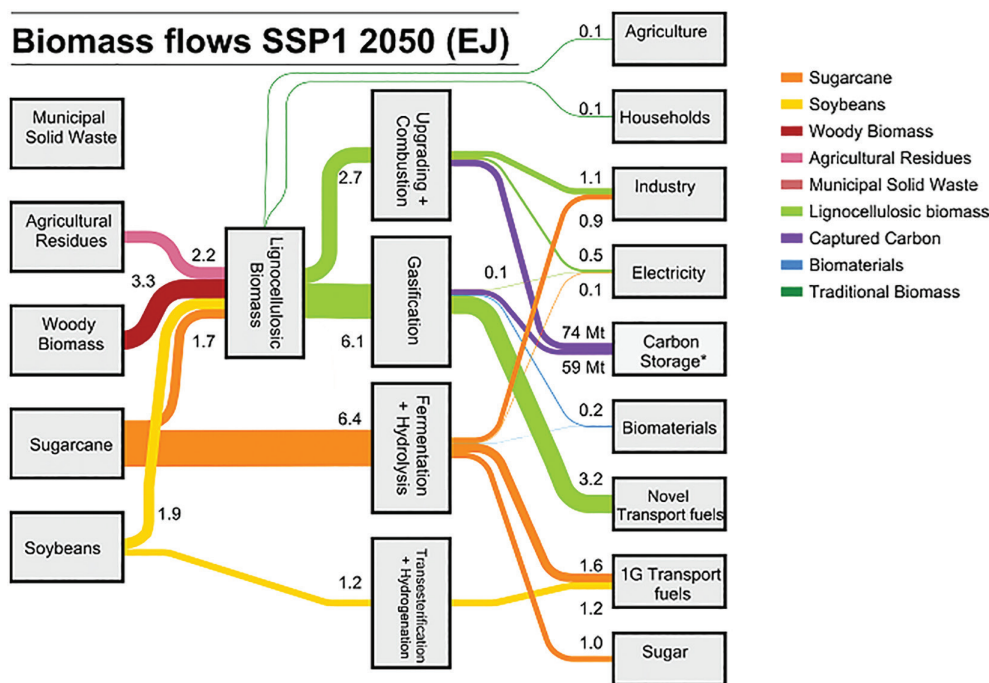 Biomass flows SSP1 2050 (EJ)
Municipal
Solid Waste
Agricultural
Residues
Woody
Biomass
Sugarcane
Soybeans
2.2
3.3
1.7
6.4
1.9
1.2
Lignocellulosic
Biomass
2.7
6.1
Upgrading +
Combustion
Gasification
Fermentation
+ Hydrolysis
Transesterification
+ Hydrogenation
0.1
0.1
1.1
0.9
0.5
0.1
0.1
74 Mt
59 Mt
0.2
3.2
1.6
1.2
1.0
Agriculture
Households
Industry
Electricity
Carbon
Storage*
Biomaterials
Novel
Transport fuels
1G Transport
fuels
Sugar
Sugarcane
Soybeans
Woody Biomass
Agricultural Residues
Municipal Solid Waste
Lignocellulosic biomass
Captured Carbon
Biomaterials
Traditional Biomass